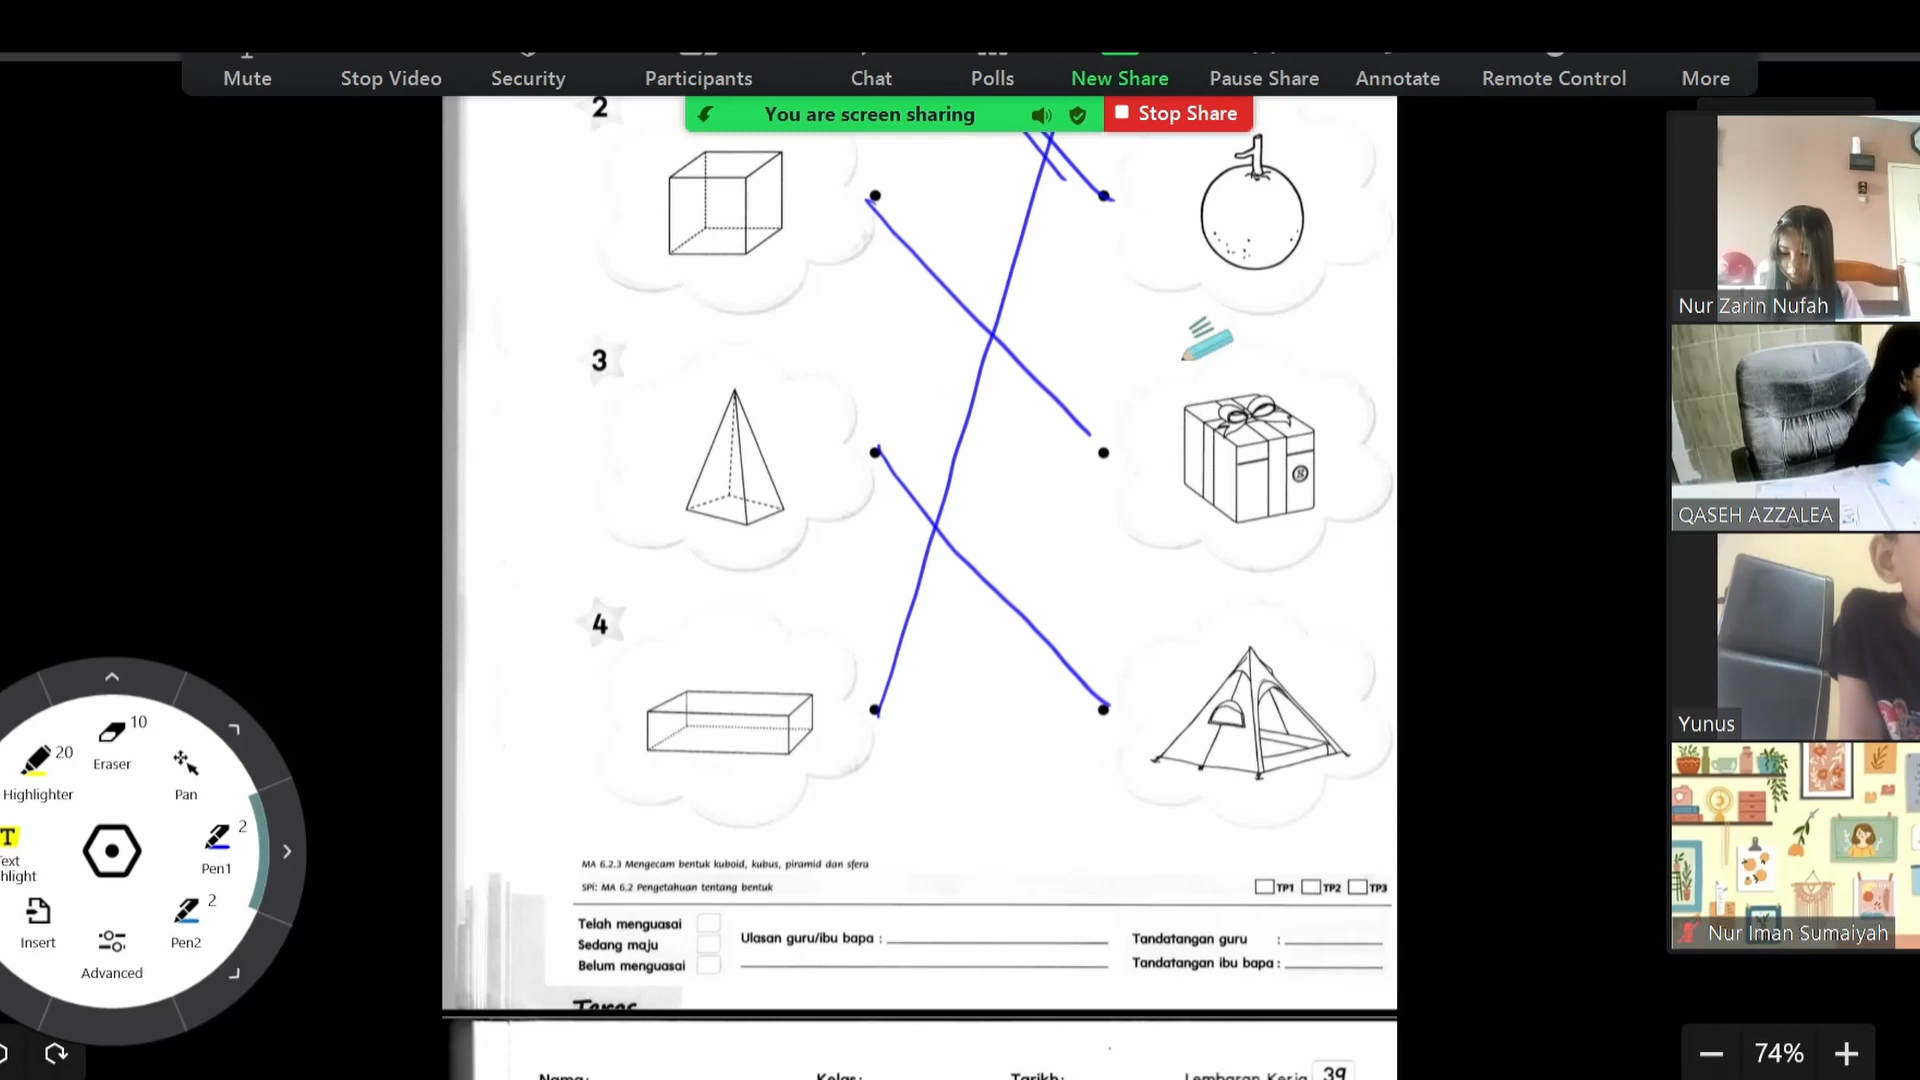 Mute Stop Video Security Participants Chat Polls New Share Pause Share Annotate Remote Control More
You are screen sharing Stop Share
2
3
4
MA 6.2.3 Mengecam bentuk kuboid, kubus, piramid dan sfera
SPi: MA 6.2 Pengetahuan tentang bentuk
TP1 TP2 TP3
Telah menguasai
Sedang maju
Belum menguasai
Ulasan guru/ibu bapa :
Tandatangan guru :
Tandatangan ibu bapa :
Nama: Kelas: Tarikh: Lembaran Kerja 39
Nur Zarin Nufah
QASEH AZZALEA
Yunus
Nur Iman Sumaiyah
10
Eraser
20
Highlighter
Pan
2
Pen1
2
Pen2
Insert
Advanced
74%